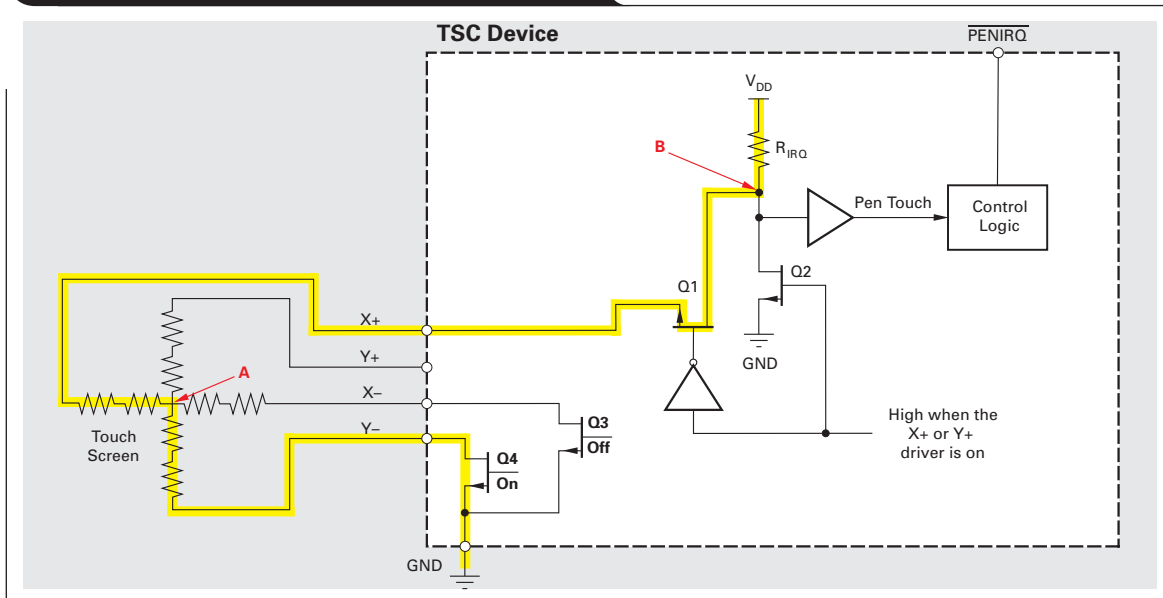 TSC Device
PENIRQ
VDD
B
RIRQ
Pen Touch
Control
Logic
Q1
Q2
X+
GND
Y+
A
X–
High when the
X+ or Y+
driver is on
Touch
Screen
Y–
Q3
Off
Q4
On
GND